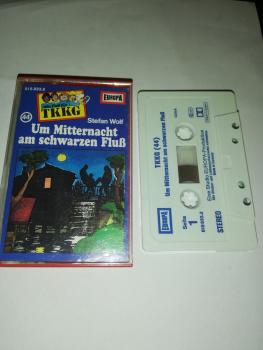 EUROPA
TKKG
Stefan Wolf
44
Um Mitternacht
am schwarzen Fluß
EUROPA
TKKG (44)
Um Mitternacht am schwarzen Fluß
Seite
1
STEREO